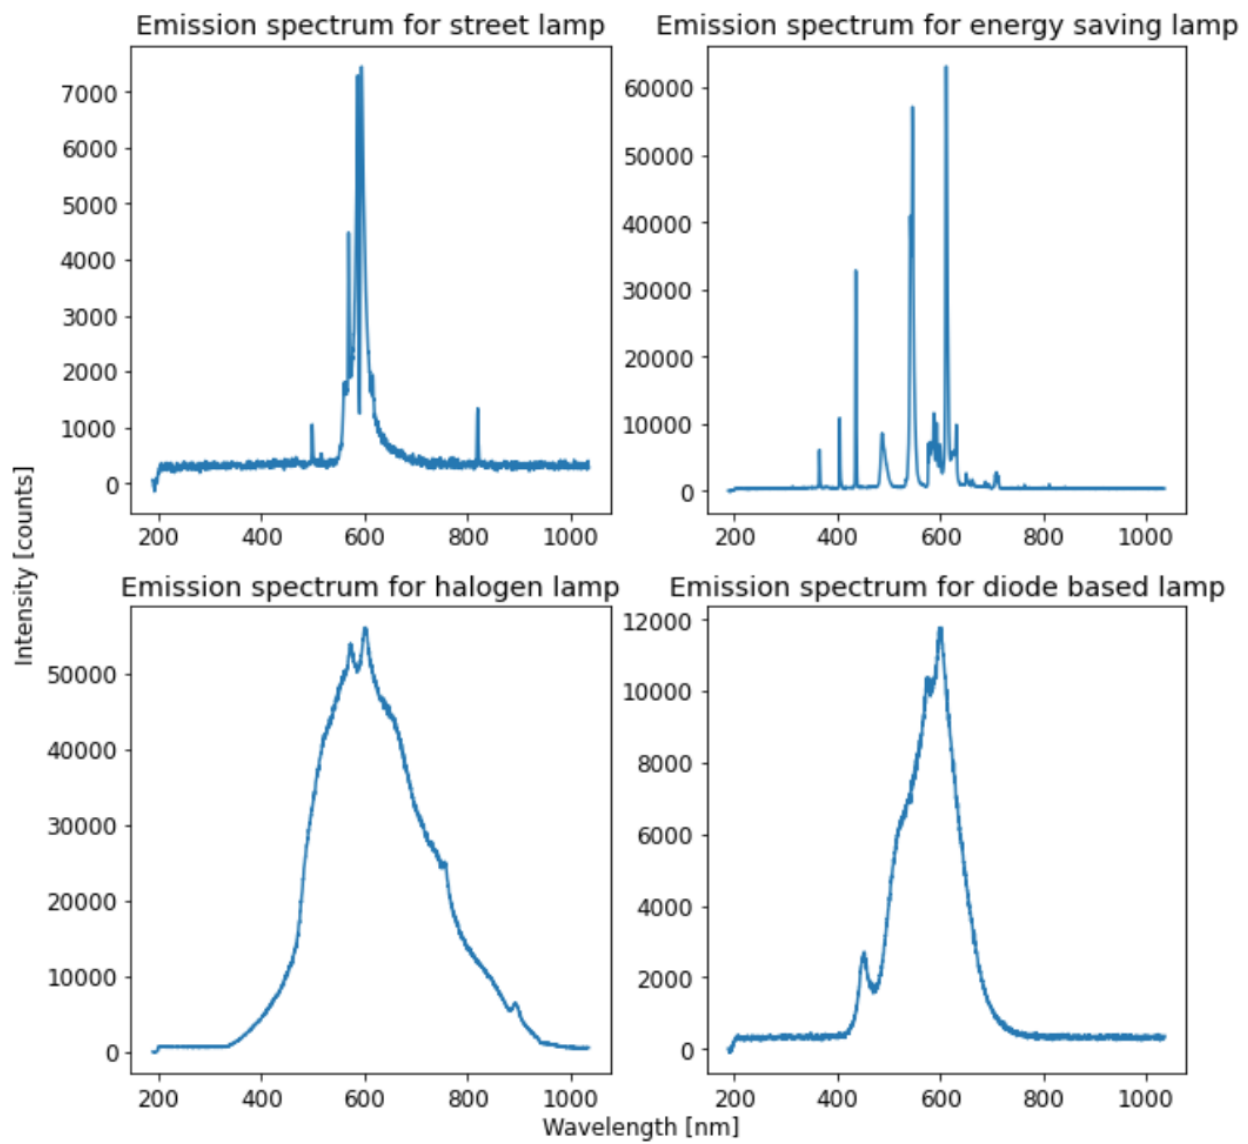 Emission spectrum for street lamp
7000
6000
5000
4000
3000
2000
1000
0
200 400 600 800 1000
Emission spectrum for energy saving lamp
60000
50000
40000
30000
20000
10000
0
200 400 600 800 1000
Intensity [counts]
Emission spectrum for halogen lamp
50000
40000
30000
20000
10000
0
200 400 600 800 1000
Emission spectrum for diode based lamp
12000
10000
8000
6000
4000
2000
0
200 400 600 800 1000
Wavelength [nm]